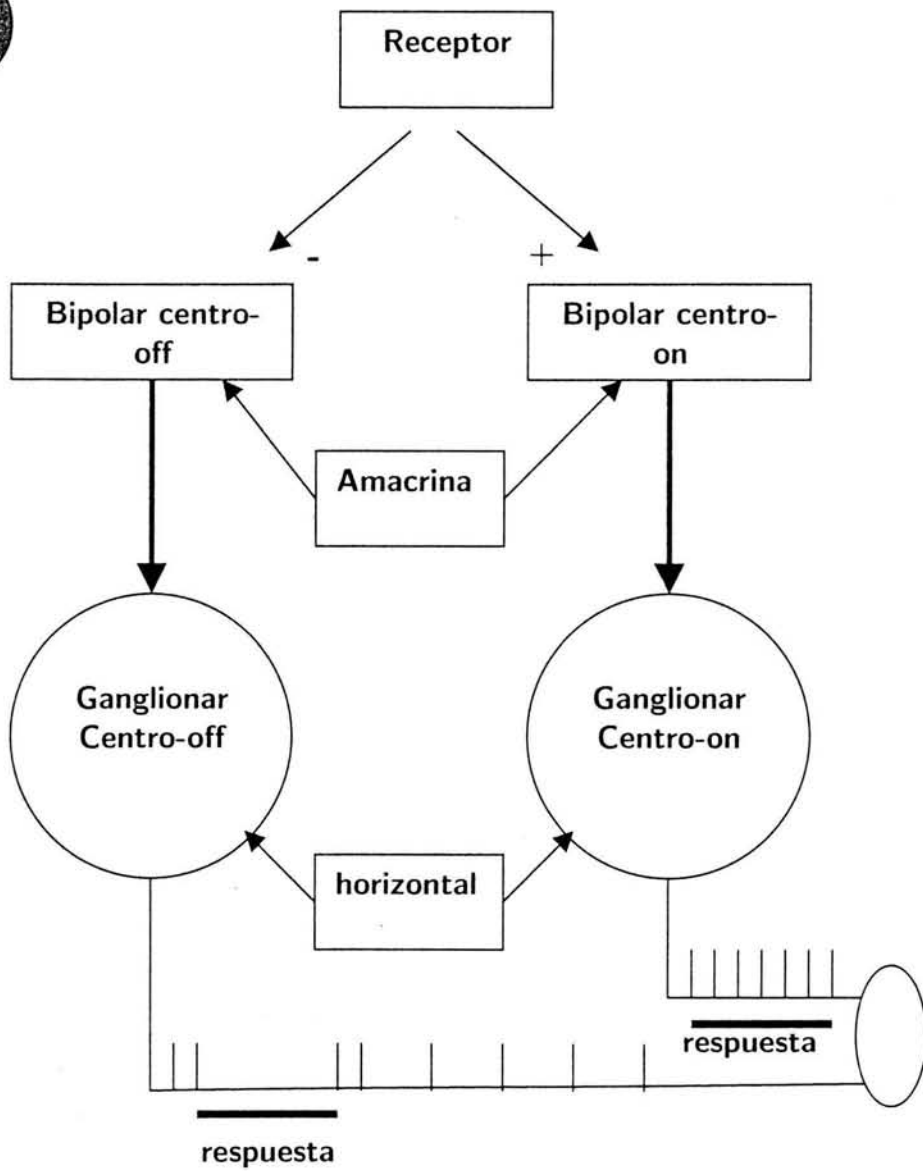 Receptor
-
+
Bipolar centro-
off
Bipolar centro-
on
Amacrina
Ganglionar
Centro-off
Ganglionar
Centro-on
horizontal
respuesta
respuesta